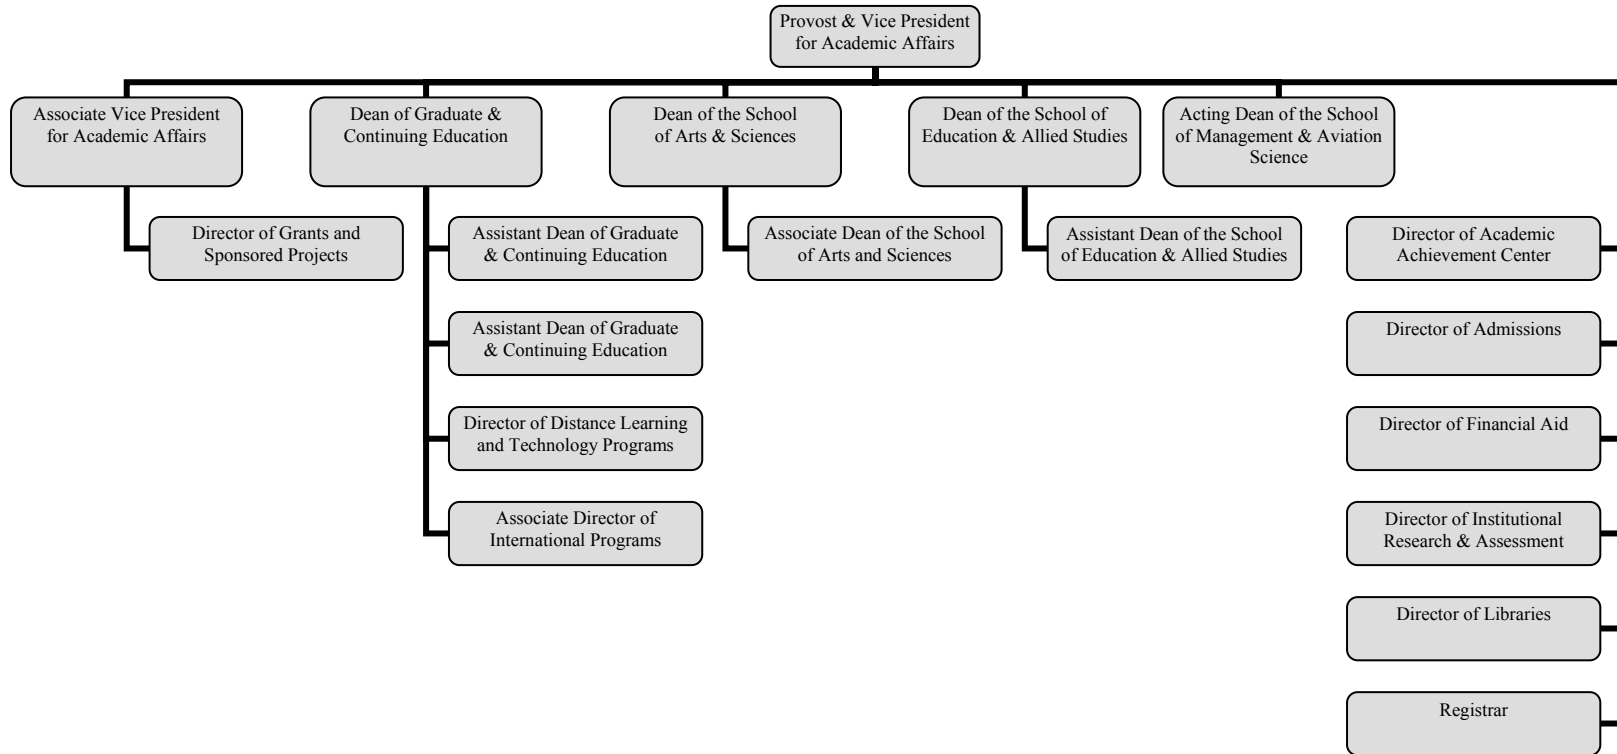 Provost & Vice President
for Academic Affairs
Associate Vice President
for Academic Affairs
Dean of Graduate &
Continuing Education
Dean of the School
of Arts & Sciences
Dean of the School of
Education & Allied Studies
Acting Dean of the School
of Management & Aviation
Science
Director of Grants and
Sponsored Projects
Assistant Dean of Graduate
& Continuing Education
Associate Dean of the School
of Arts and Sciences
Assistant Dean of the School
of Education & Allied Studies
Director of Academic
Achievement Center
Assistant Dean of Graduate
& Continuing Education
Director of Admissions
Director of Distance Learning
and Technology Programs
Director of Financial Aid
Associate Director of
International Programs
Director of Institutional
Research & Assessment
Director of Libraries
Registrar